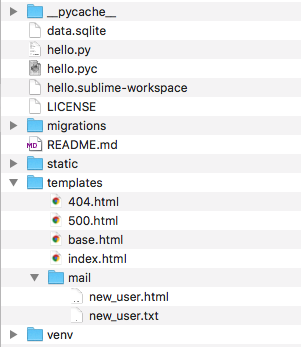 __pycache__
data.sqlite
hello.py
hello.pyc
hello.sublime-workspace
LICENSE
migrations
MD README.md
static
templates
404.html
500.html
base.html
index.html
mail
new_user.html
new_user.txt
venv